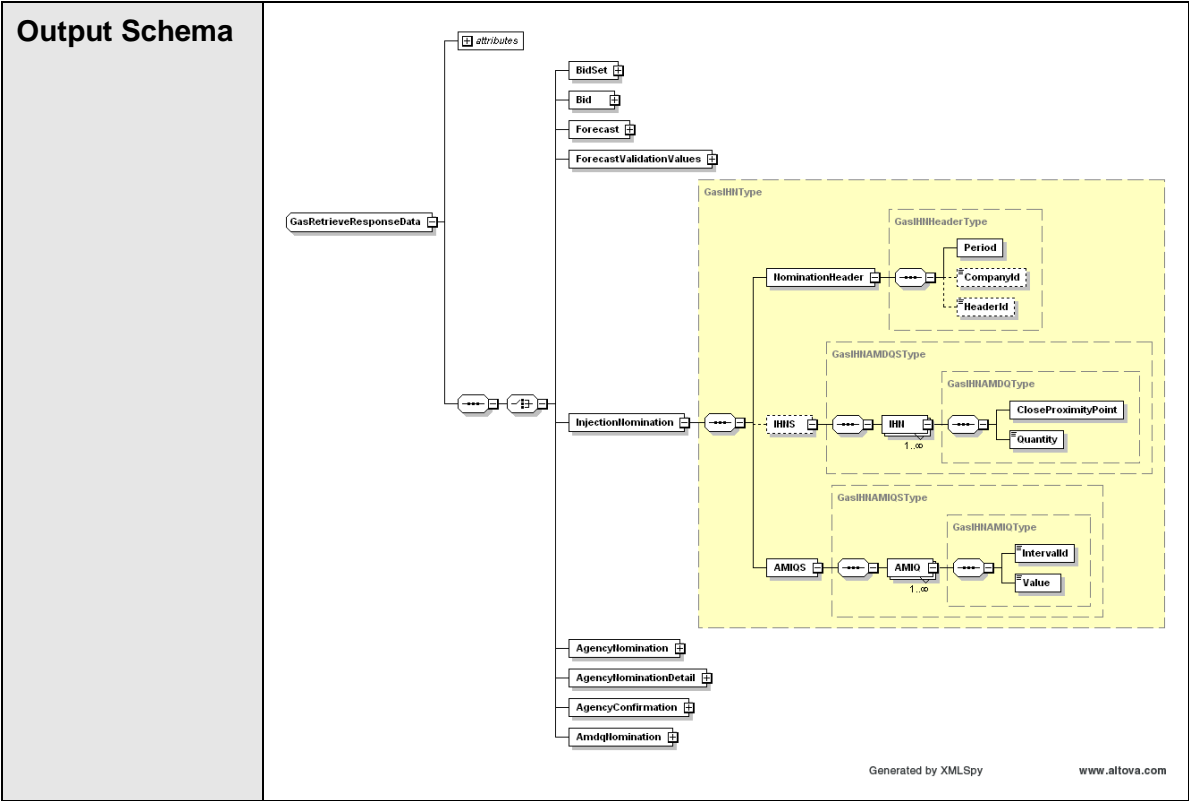 Output Schema
attributes
BidSet
Bid
Forecast
ForecastValidationValues
GasIHNType
GasIHNHeaderType
GasRetrieveResponseData
Period
NominationHeader
CompanyId
HeaderId
GasIHNAMDQSType
GasIHNAMDQType
CloseProximityPoint
InjectionNomination
IHNS
IHN
1..∞
Quantity
GasIHNAMIQSType
GasIHNAMIQType
IntervalId
AMIQS
AMIQ
1..∞
Value
AgencyNomination
AgencyNominationDetail
AgencyConfirmation
AmdqNomination
Generated by XMLSpy www.altova.com